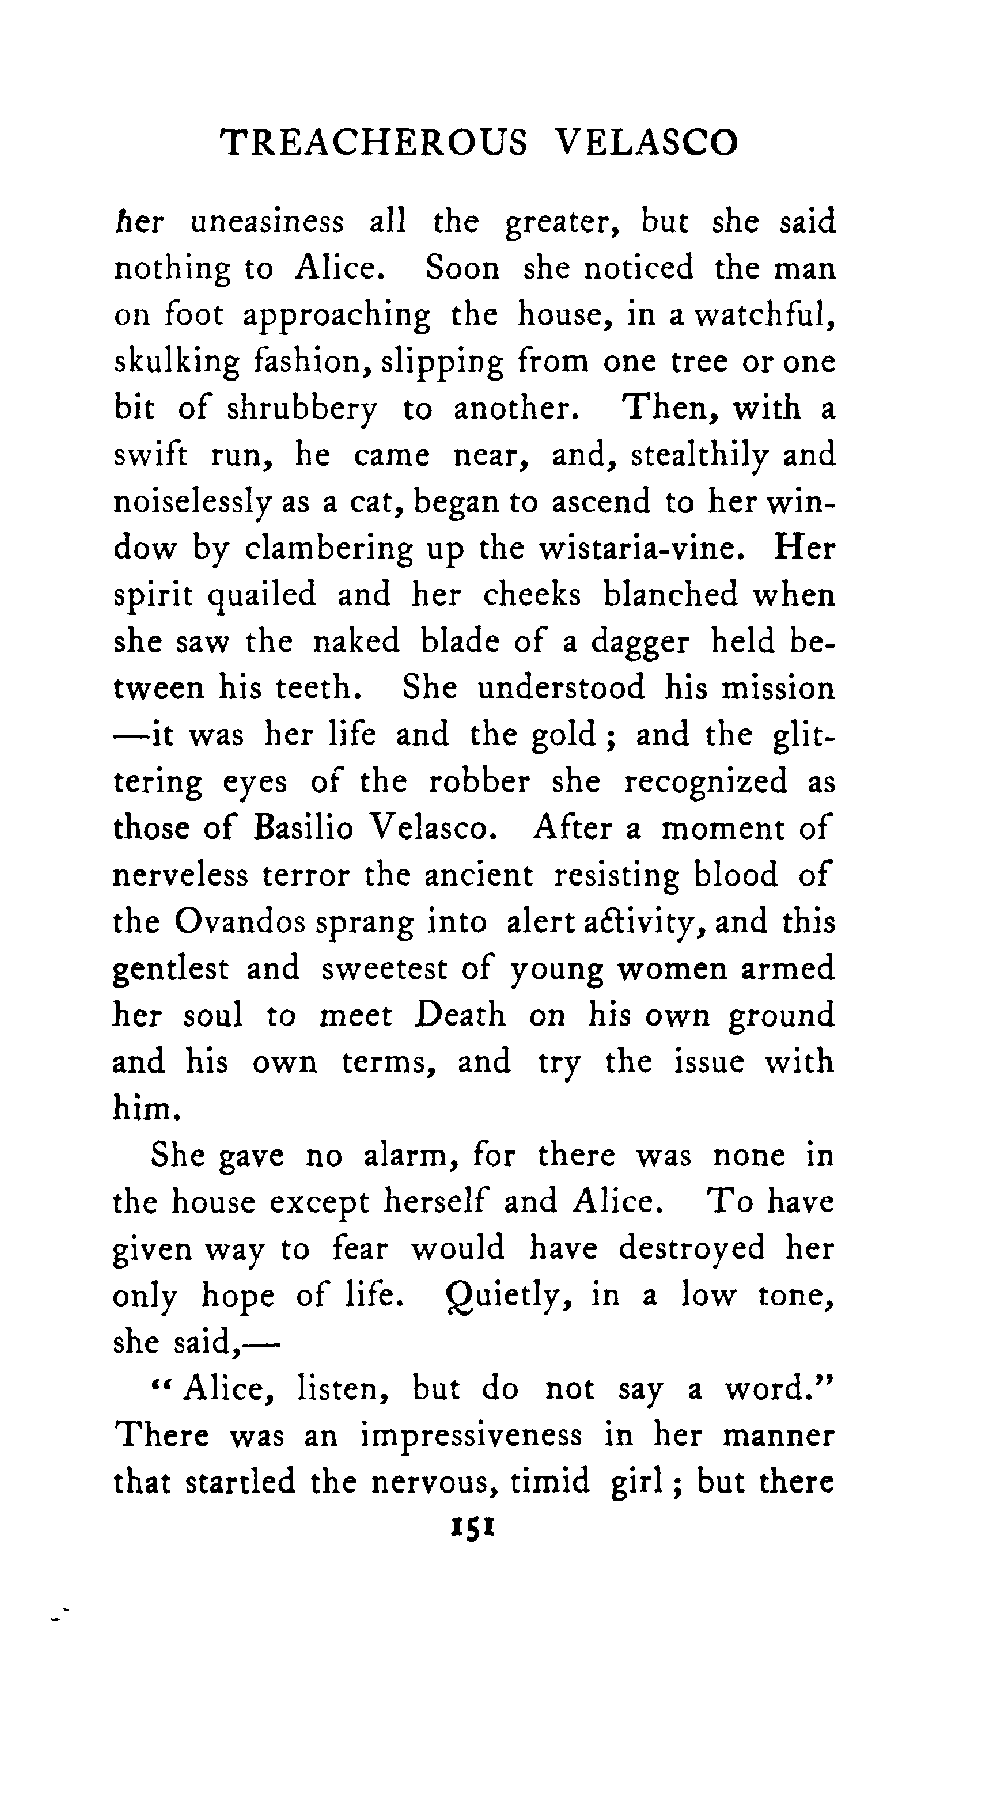 TREACHEROUS VELASCO
her uneasiness all the greater, but she said
nothing to Alice. Soon she noticed the man
on foot approaching the house, in a watchful,
skulking fashion, slipping from one tree or one
bit of shrubbery to another. Then, with a
swift run, he came near, and, stealthily and
noiselessly as a cat, began to ascend to her win-
dow by clambering up the wistaria-vine. Her
spirit quailed and her cheeks blanched when
she saw the naked blade of a dagger held be-
tween his teeth. She understood his mission
—it was her life and the gold ; and the glit-
tering eyes of the robber she recognized as
those of Basilio Velasco. After a moment of
nerveless terror the ancient resisting blood of
the Ovandos sprang into alert activity, and this
gentlest and sweetest of young women armed
her soul to meet Death on his own ground
and his own terms, and try the issue with
him.
She gave no alarm, for there was none in
the house except herself and Alice. To have
given way to fear would have destroyed her
only hope of life. Quietly, in a low tone,
she said,—
“ Alice, listen, but do not say a word.”
There was an impressiveness in her manner
that startled the nervous, timid girl ; but there
151